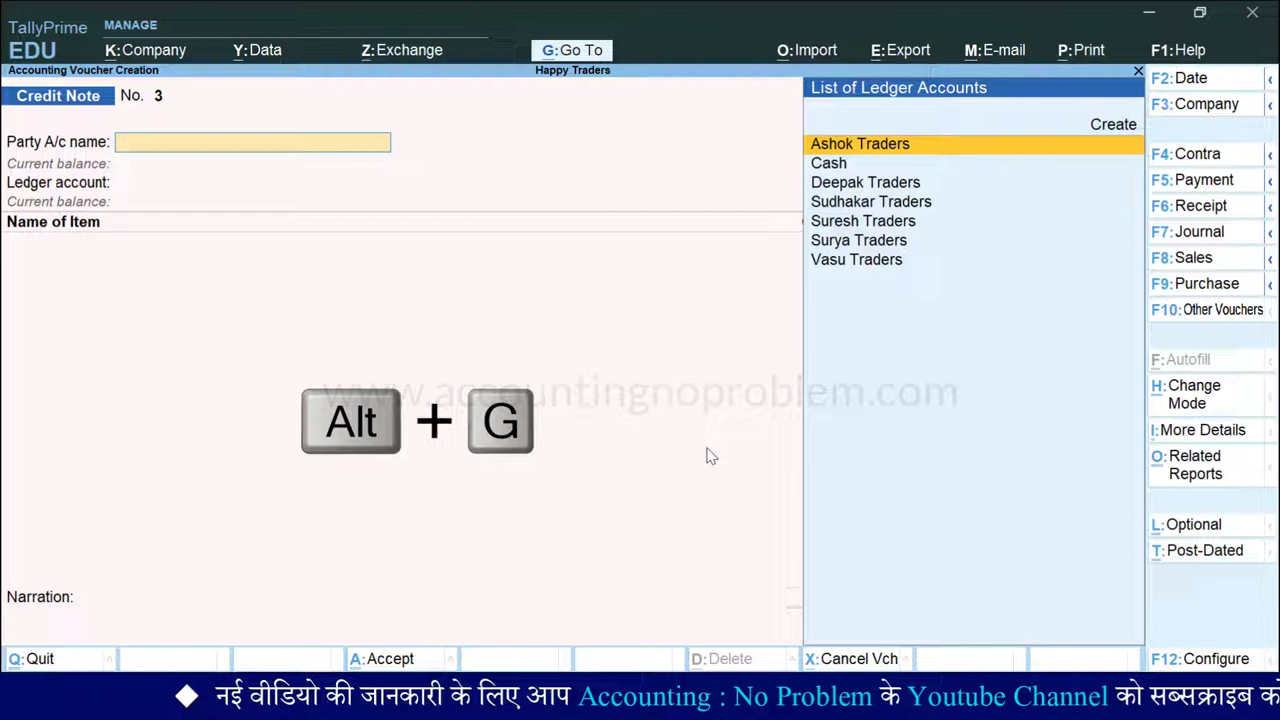 TallyPrime MANAGE
EDU K:Company Y:Data Z:Exchange G:Go To O:Import E:Export M:E-mail P:Print F1:Help
Accounting Voucher Creation Happy Traders
Credit Note No. 3
Party A/c name:
Current balance:
Ledger account:
Current balance:
Name of Item
Alt + G
www.accountingnoproblem.com
Narration:
List of Ledger Accounts
Create
Ashok Traders
Cash
Deepak Traders
Sudhakar Traders
Suresh Traders
Surya Traders
Vasu Traders
F2:Date
F3:Company
F4:Contra
F5:Payment
F6:Receipt
F7:Journal
F8:Sales
F9:Purchase
F10:Other Vouchers
F:Autofill
H:Change
Mode
I:More Details
O:Related
Reports
L:Optional
T:Post-Dated
Q:Quit A:Accept D:Delete X:Cancel Vch F12:Configure
◆ नई वीडियो की जानकारी के लिए आप Accounting : No Problem के Youtube Channel को सब्सक्राइब क